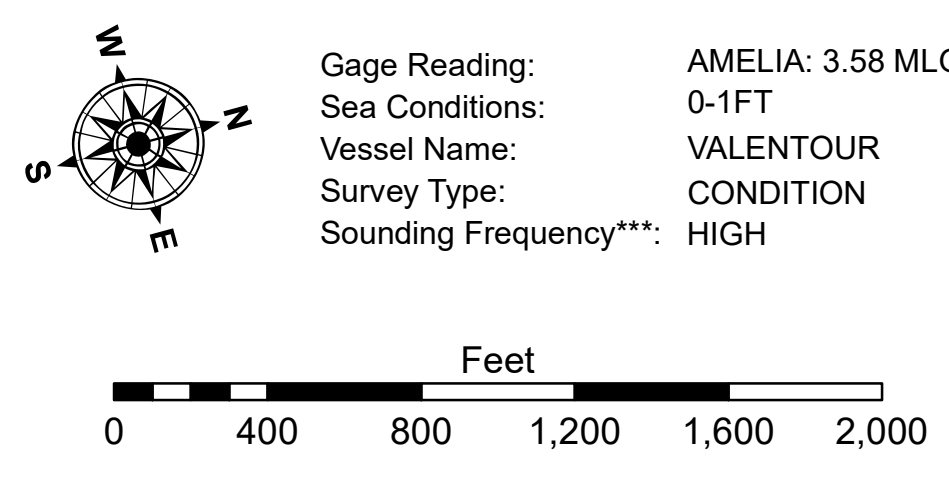 W
N
S
E
Gage Reading: AMELIA: 3.58
Sea Conditions: 0-1FT
Vessel Name: VALENTOUR
Survey Type: CONDITION
Sounding Frequency***: HIGH
Feet
0 400 800 1,200 1,600 2,000